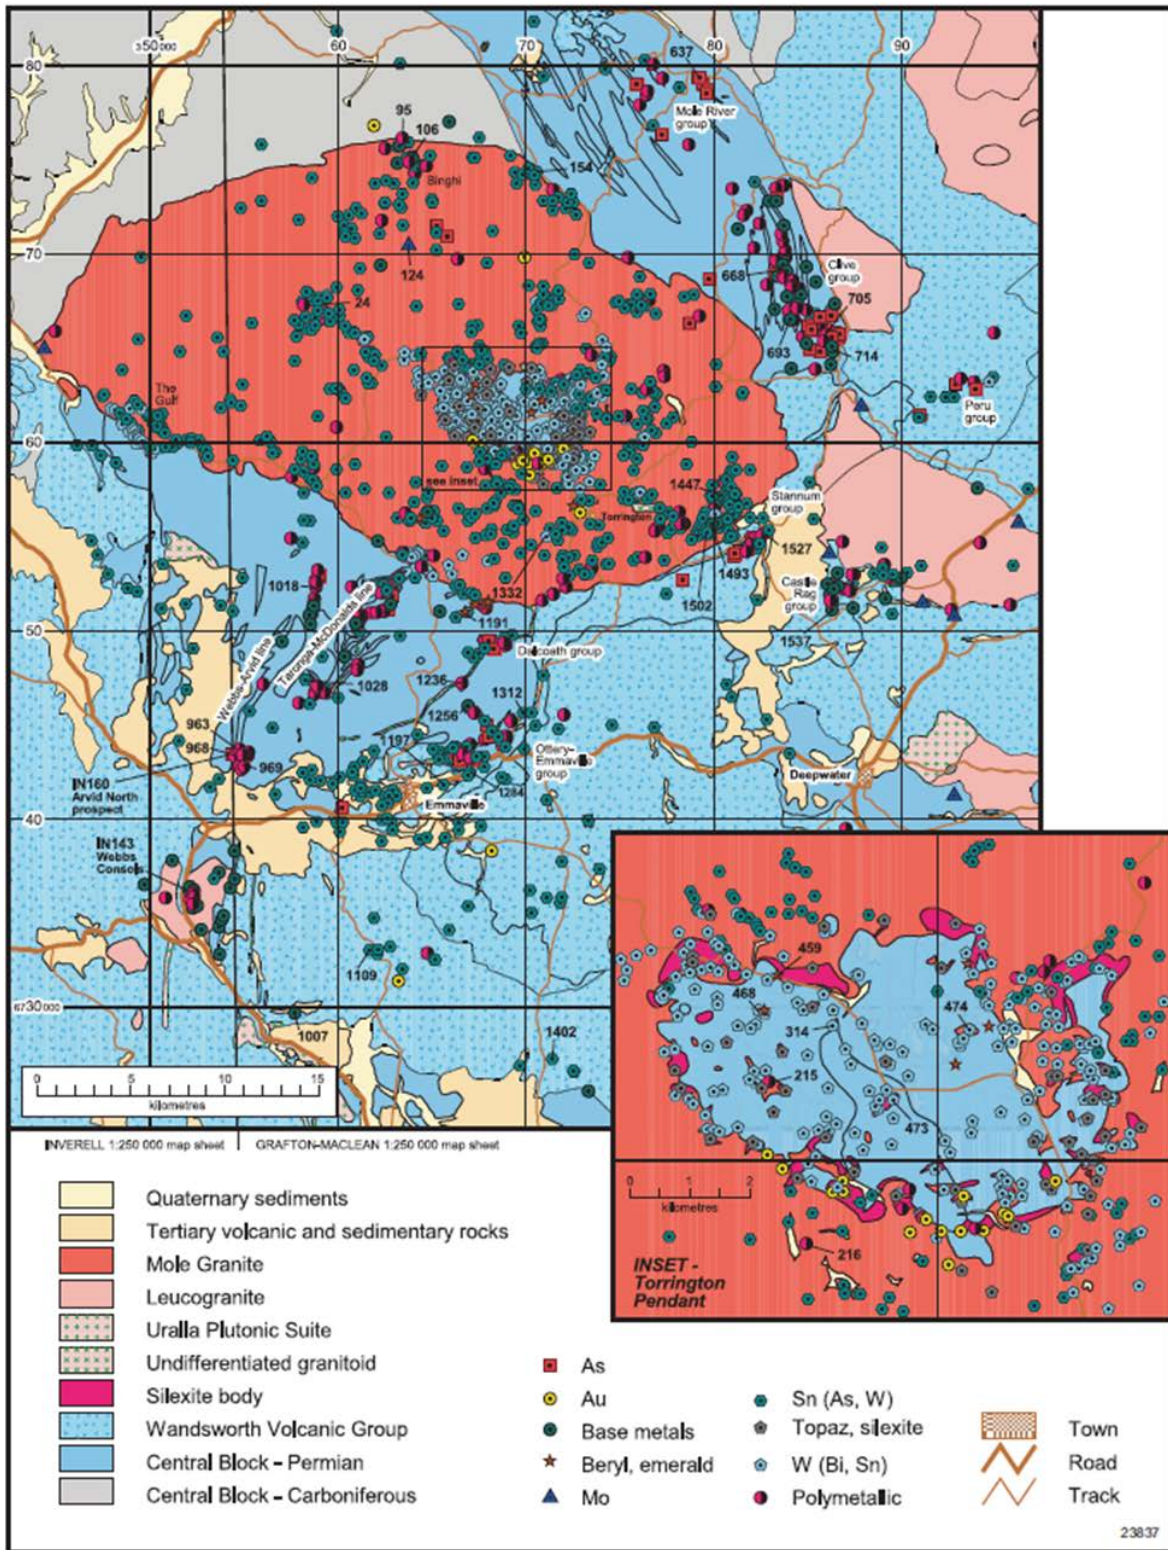 350000
60
70
80
90
80
637
Mole River
group
95
106
154
Binghi
70
124
668
Clive
group
705
24
693
714
The
Gulf
Peru
group
60
see inset
1447
Stannum
group
Torrington
1527
1493
1018
1332
Castle
Rag
group
1502
Taronga-McDonalds line
1191
50
Webbs-Arvid line
Dalcoath group
1537
1236
1028
1312
963
1256
968
1197
Ottery-
Emmaville
group
969
IN160
Arvid North
prospect
1284
Deepwater
Emmaville
40
IN143
Webbs
Consols
1109
6730000
1007
1402
0 5 10 15
kilometres
459
468
474
314
215
473
0 1 2
kilometres
216
INSET -
Torrington
Pendant
INVERELL 1:250 000 map sheet | GRAFTON-MACLEAN 1:250 000 map sheet
Quaternary sediments
Tertiary volcanic and sedimentary rocks
Mole Granite
Leucogranite
Uralla Plutonic Suite
Undifferentiated granitoid
Silexite body
Wandsworth Volcanic Group
Central Block - Permian
Central Block - Carboniferous
As
Au
Base metals
Beryl, emerald
Mo
Sn (As, W)
Topaz, silexite
W (Bi, Sn)
Polymetallic
Town
Road
Track
23837